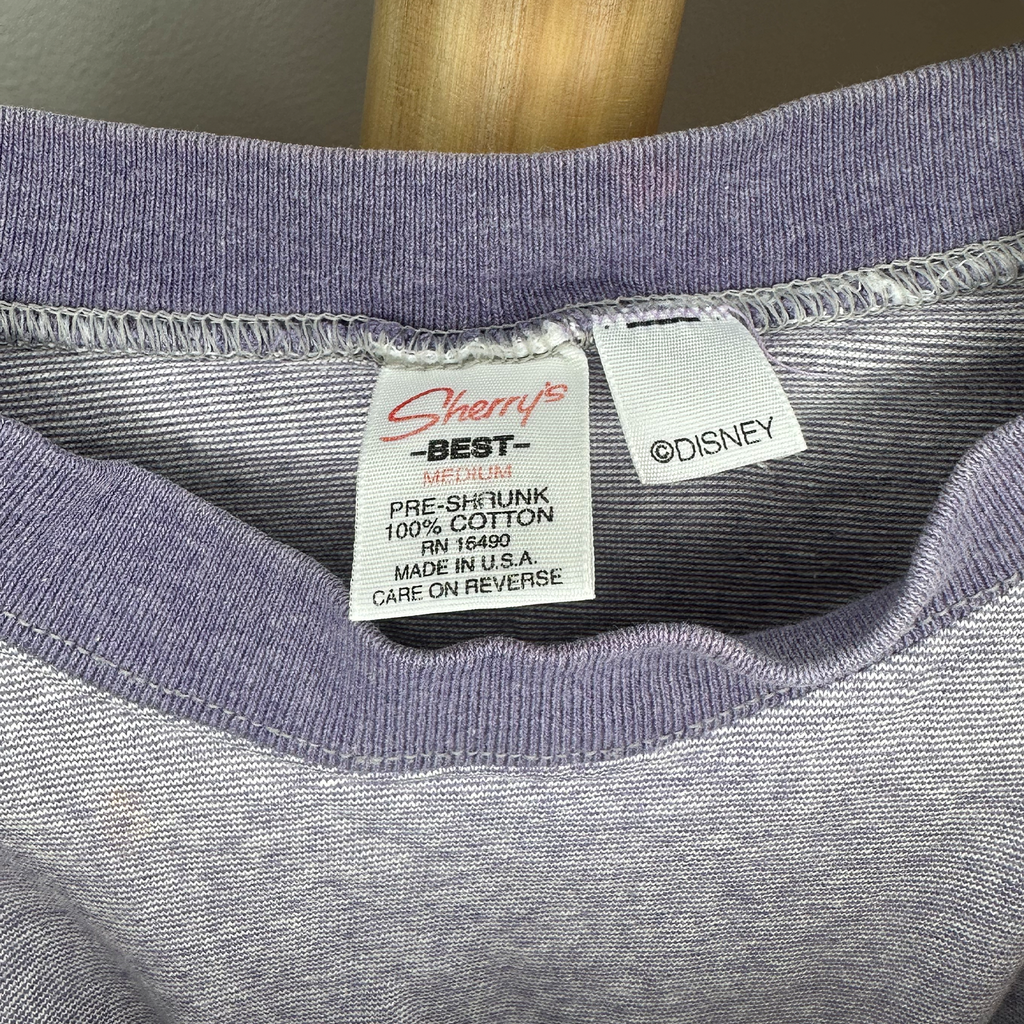 Sherry's
-BEST-
MEDIUM
PRE-SHRUNK
100% COTTON
RN 16490
MADE IN U.S.A.
CARE ON REVERSE
©DISNEY